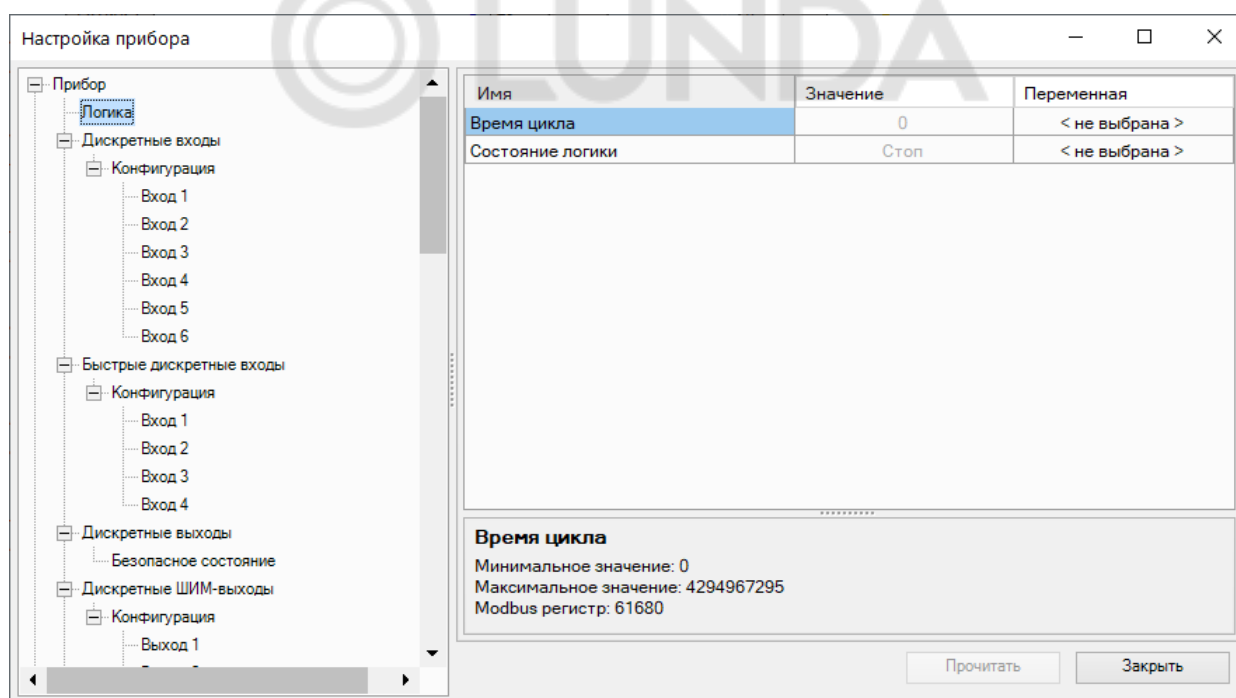 LUNDA
Настройка прибора
Прибор
Логика
Дискретные входы
Конфигурация
Вход 1
Вход 2
Вход 3
Вход 4
Вход 5
Вход 6
Быстрые дискретные входы
Конфигурация
Вход 1
Вход 2
Вход 3
Вход 4
Дискретные выходы
Безопасное состояние
Дискретные ШИМ-выходы
Конфигурация
Выход 1
Имя Значение Переменная
Время цикла 0 < не выбрана >
Состояние логики Стоп < не выбрана >
Время цикла
Минимальное значение: 0
Максимальное значение: 4294967295
Modbus регистр: 61680
Прочитать Закрыть